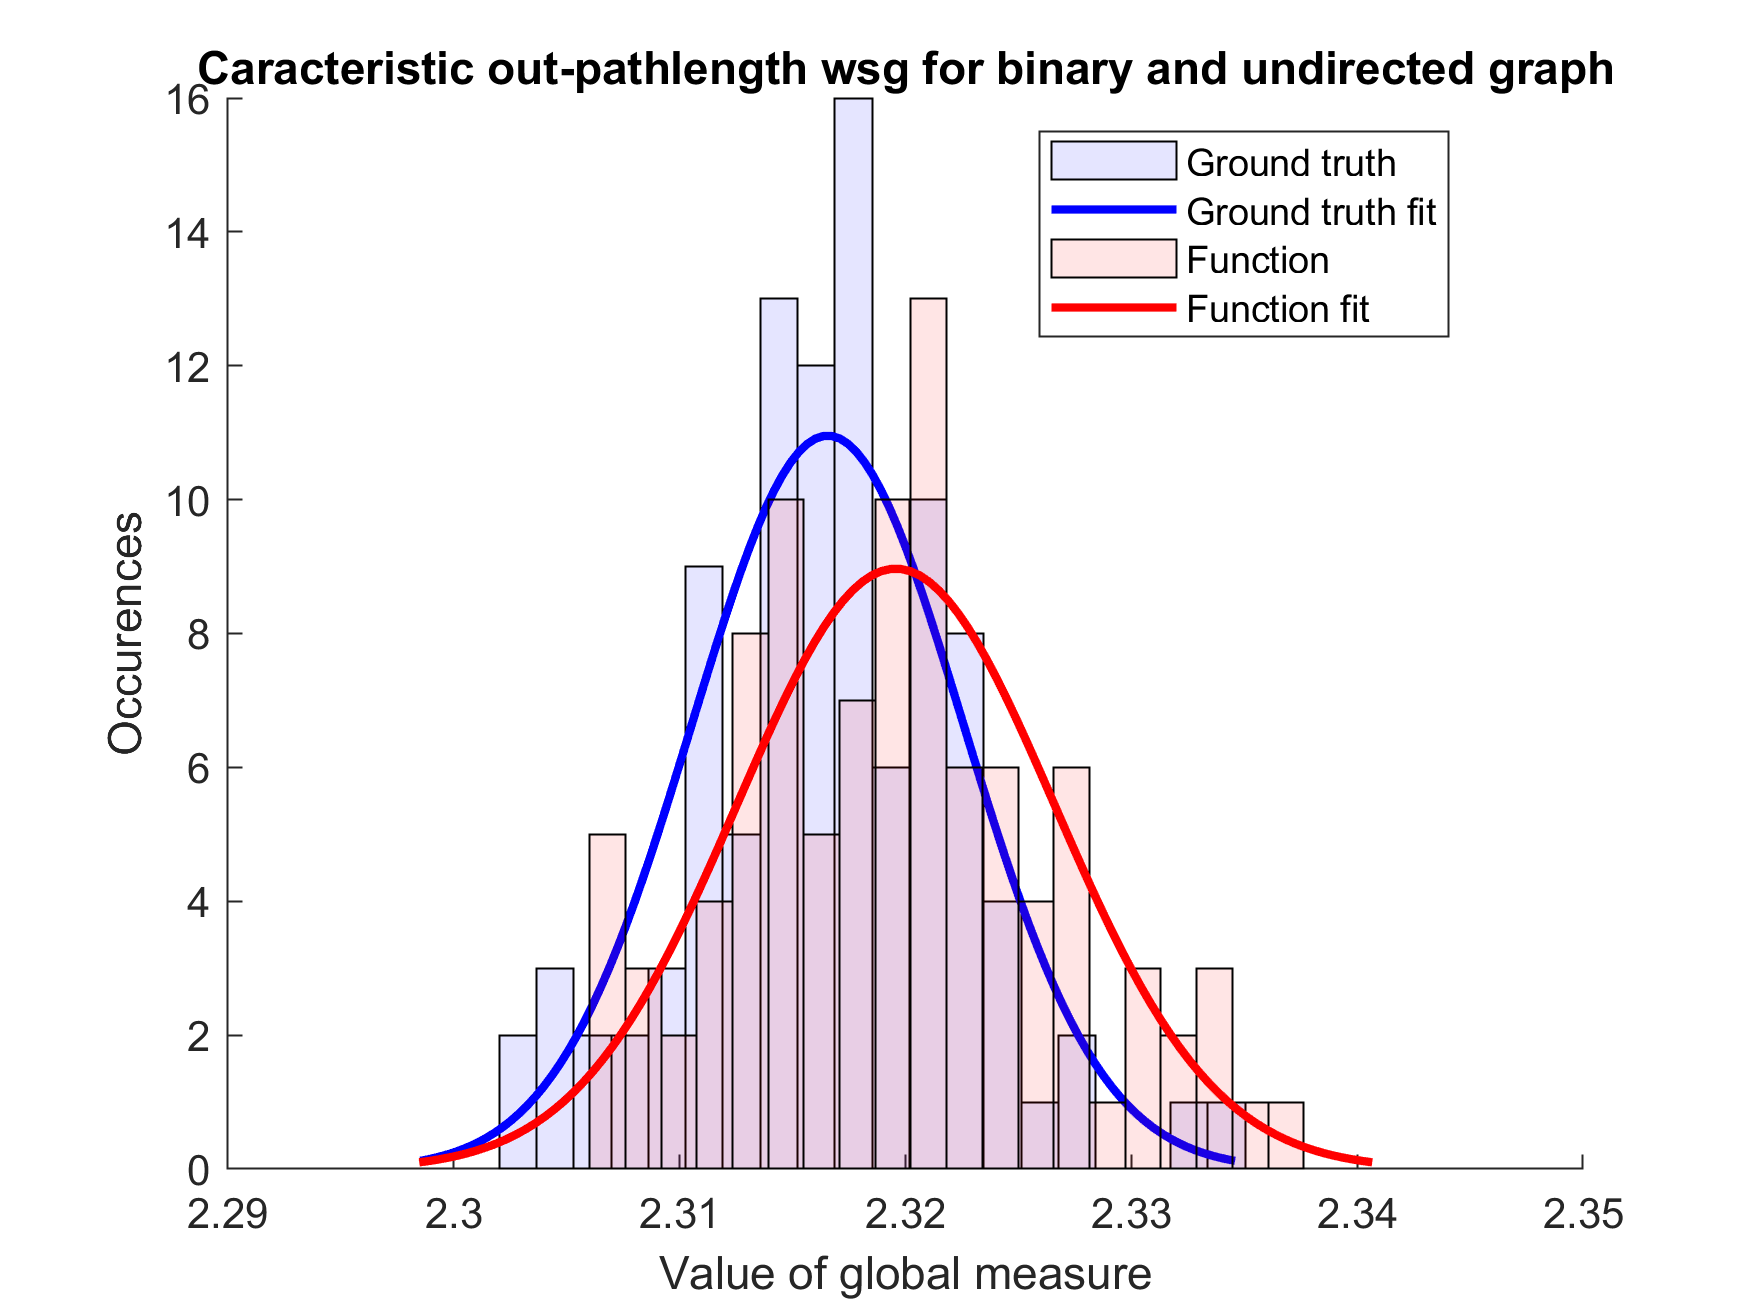 Caracteristic out-pathlength wsg for binary and undirected graph
16
14
12
10
8
6
4
2
0
Occurences
Ground truth
Ground truth fit
Function
Function fit
2.29 2.3 2.31 2.32 2.33 2.34 2.35
Value of global measure